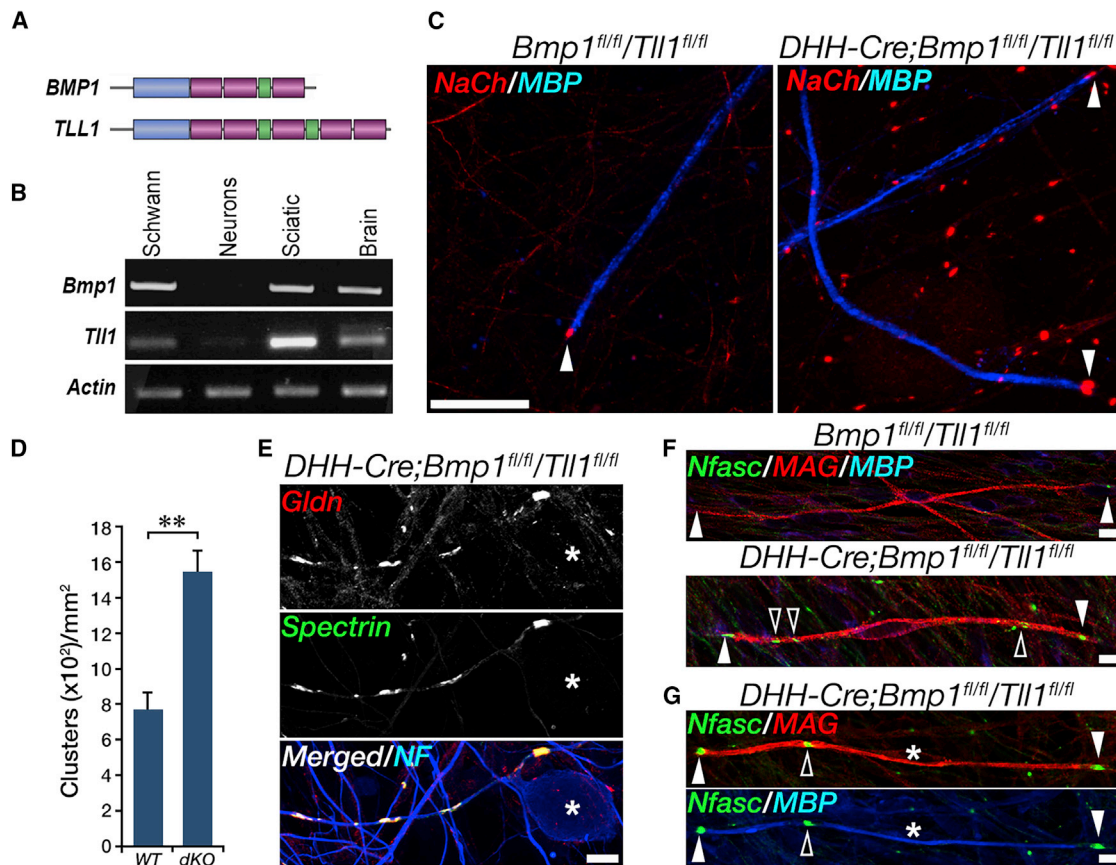 A
BMP1
TLL1
B
Schwann
Neurons
Sciatic
Brain
Bmp1
Tll1
Actin
C
Bmp1fl/fl/Tll1fl/fl
DHH-Cre;Bmp1fl/fl/Tll1fl/fl
NaCh/MBP
NaCh/MBP
D
Clusters (x10²)/mm²
18
16
14
12
10
8
6
4
2
0
**
WT
dKO
E
DHH-Cre;Bmp1fl/fl/Tll1fl/fl
Gldn
*
Spectrin
*
Merged/NF
*
F
Bmp1fl/fl/Tll1fl/fl
Nfasc/MAG/MBP
DHH-Cre;Bmp1fl/fl/Tll1fl/fl
G
DHH-Cre;Bmp1fl/fl/Tll1fl/fl
Nfasc/MAG
*
Nfasc/MBP
*